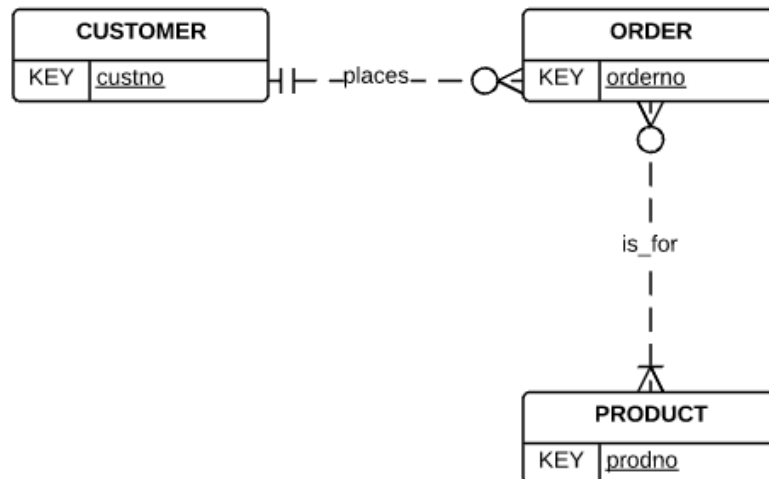 CUSTOMER
KEY custno
places
ORDER
KEY orderno
is_for
PRODUCT
KEY prodno